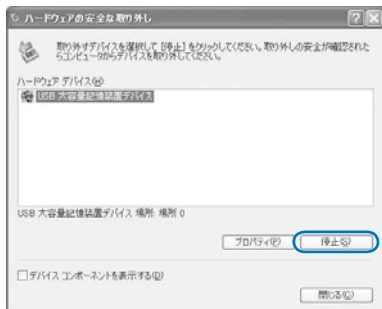 ハードウェアの安全な取り外し
取り外すデバイスを選択して [停止] をクリックしてください。取り外しの安全が確認された
らコンピュータからデバイスを取り外してください。
ハードウェア デバイス(H):
USB 大容量記憶装置デバイス
USB 大容量記憶装置デバイス 場所 場所 0
プロパティ(P)
停止(S)
デバイス コンポーネントを表示する(D)
閉じる(C)